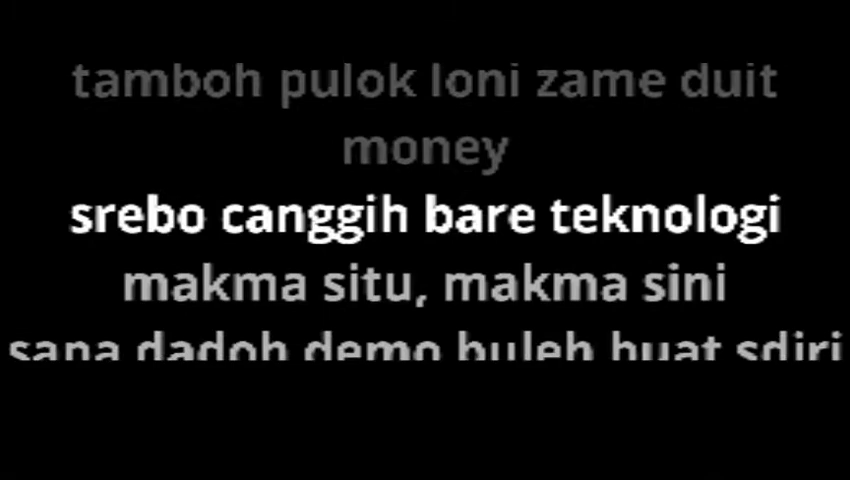 tamboh pulok loni zame duit
money
srebo canggih bare teknologi
makma situ, makma sini
sana dadoh demo buleh buat sdiri